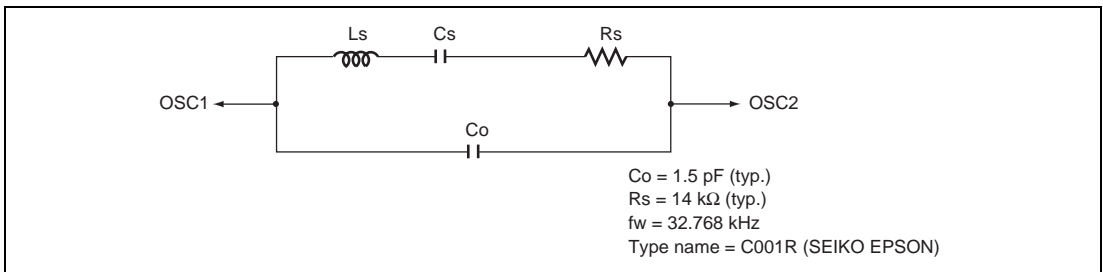 Ls
Cs
Rs
OSC1
OSC2
Co
Co = 1.5 pF (typ.)
Rs = 14 kΩ (typ.)
fw = 32.768 kHz
Type name = C001R (SEIKO EPSON)